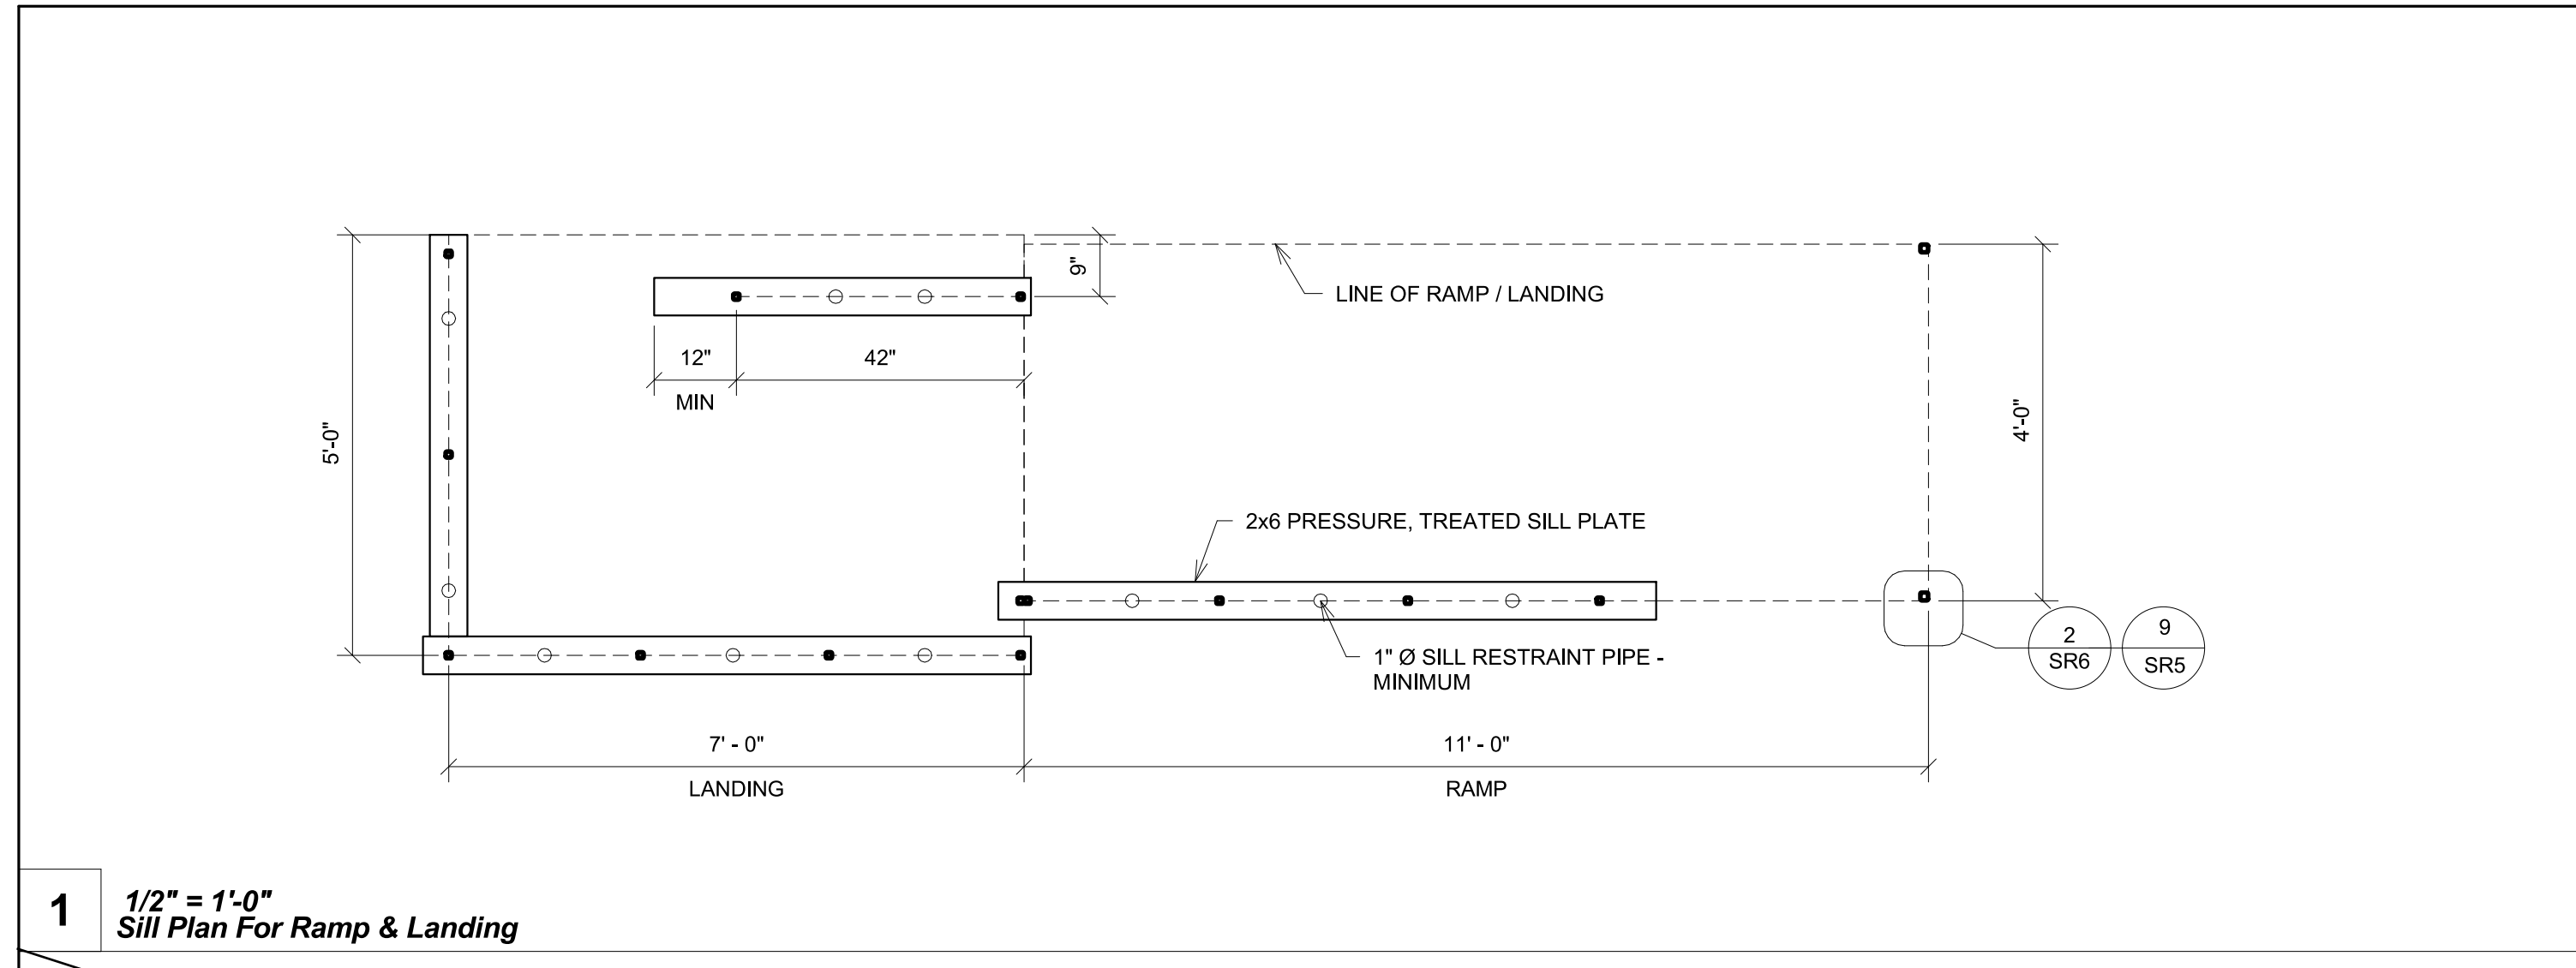 9"
LINE OF RAMP / LANDING
12"
42"
MIN
5'-0"
4'-0"
2x6 PRESSURE, TREATED SILL PLATE
1" Ø SILL RESTRAINT PIPE -
MINIMUM
2
SR6
9
SR5
7' - 0"
LANDING
11' - 0"
RAMP
1
1/2" = 1'-0"
Sill Plan For Ramp & Landing